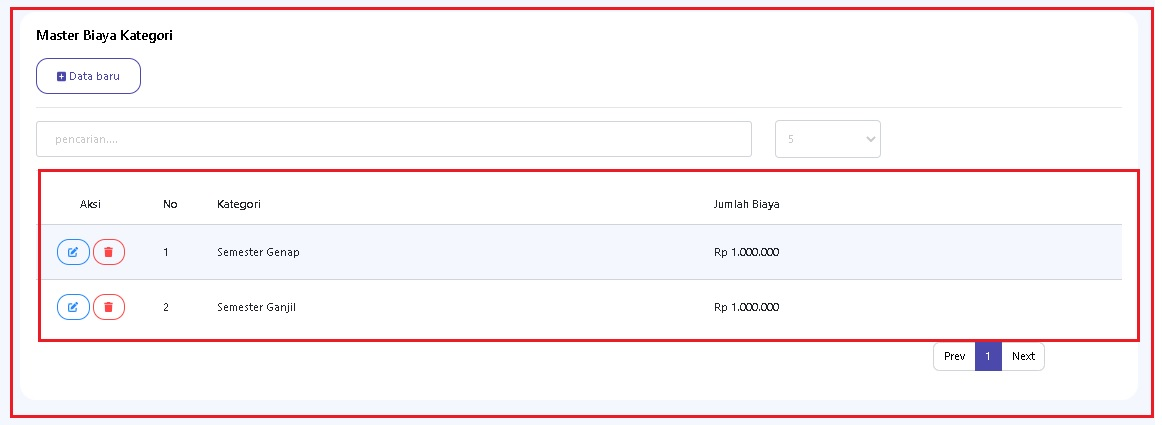 Master Biaya Kategori
Data baru
pencarian....
5
Aksi No Kategori Jumlah Biaya
1 Semester Genap Rp 1.000.000
2 Semester Ganjil Rp 1.000.000
Prev 1 Next